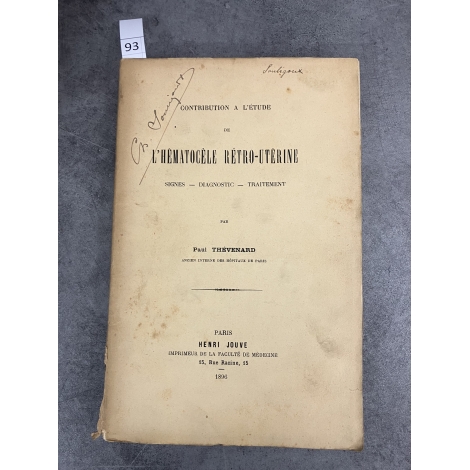 93
CONTRIBUTION A L'ÉTUDE
DE
L'HÉMATOCÈLE RÉTRO-UTÉRINE
SIGNES — DIAGNOSTIC — TRAITEMENT
PAR
Paul THÉVENARD
ANCIEN INTERNE DES HÔPITAUX DE PARIS
PARIS
HENRI JOUVE
IMPRIMEUR DE LA FACULTÉ DE MÉDECINE
15, Rue Racine, 15
1896